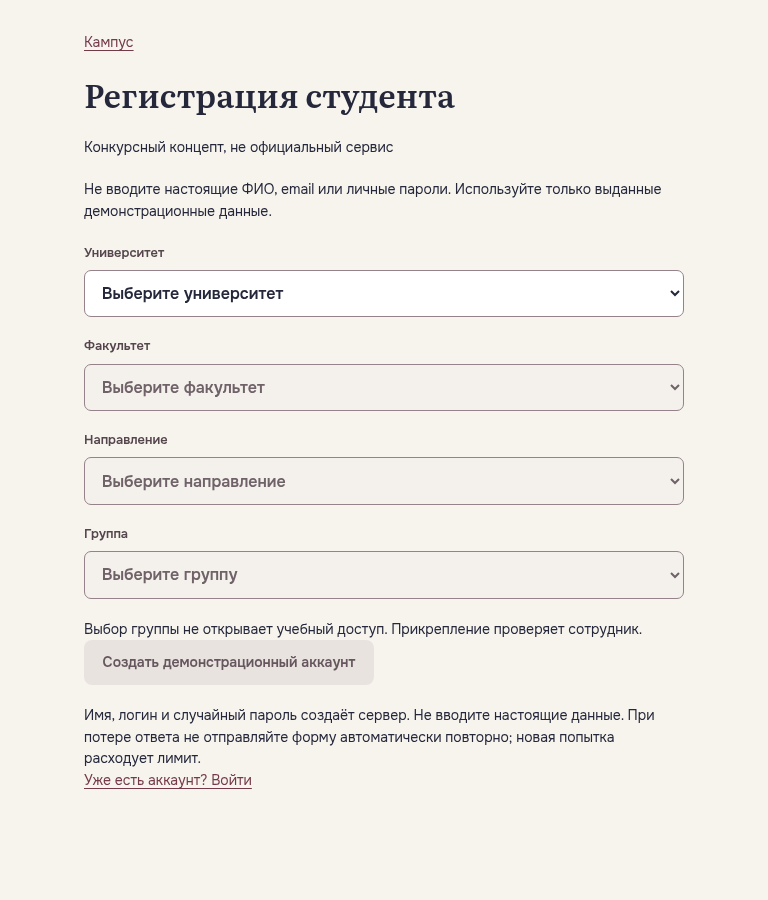 Кампус
Регистрация студента
Конкурсный концепт, не официальный сервис
Не вводите настоящие ФИО, email или личные пароли. Используйте только выданные
демонстрационные данные.
Университет
Выберите университет
Факультет
Выберите факультет
Направление
Выберите направление
Группа
Выберите группу
Выбор группы не открывает учебный доступ. Прикрепление проверяет сотрудник.
Создать демонстрационный аккаунт
Имя, логин и случайный пароль создаёт сервер. Не вводите настоящие данные. При
потере ответа не отправляйте форму автоматически повторно; новая попытка
расходует лимит.
Уже есть аккаунт? Войти